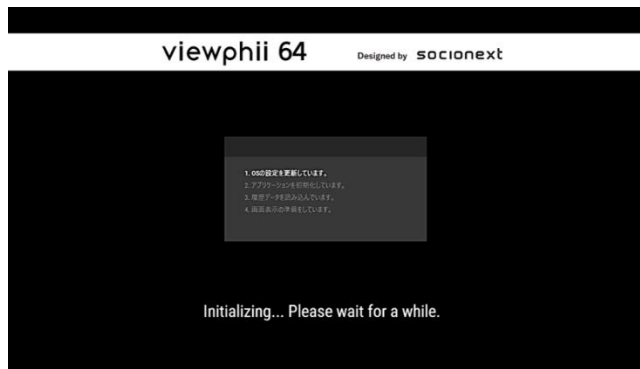 viewphii 64 Designed by socionext
1. OSの設定を更新しています。
2. アプリケーションを初期化しています。
3. 履歴データを読み込んでいます。
4. 画面表示の準備をしています。
Initializing... Please wait for a while.